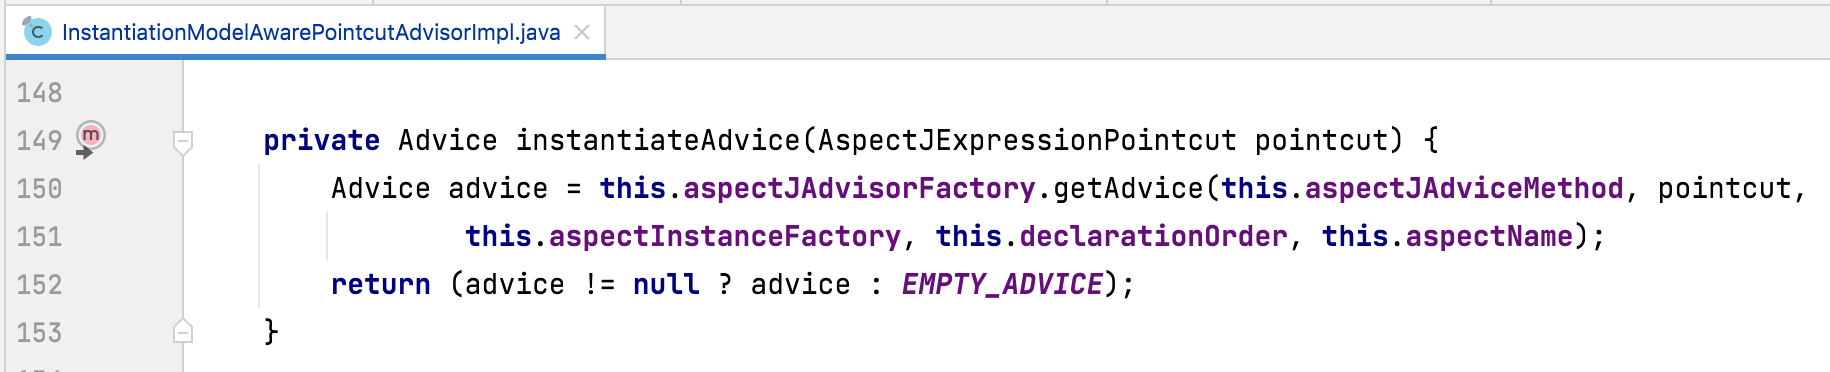 InstantiationModelAwarePointcutAdvisorImpl.java
148
149 m private Advice instantiateAdvice(AspectJExpressionPointcut pointcut) {
150 Advice advice = this.aspectJAdvisorFactory.getAdvice(this.aspectJAdviceMethod, pointcut,
151 this.aspectInstanceFactory, this.declarationOrder, this.aspectName);
152 return (advice != null ? advice : EMPTY_ADVICE);
153 }